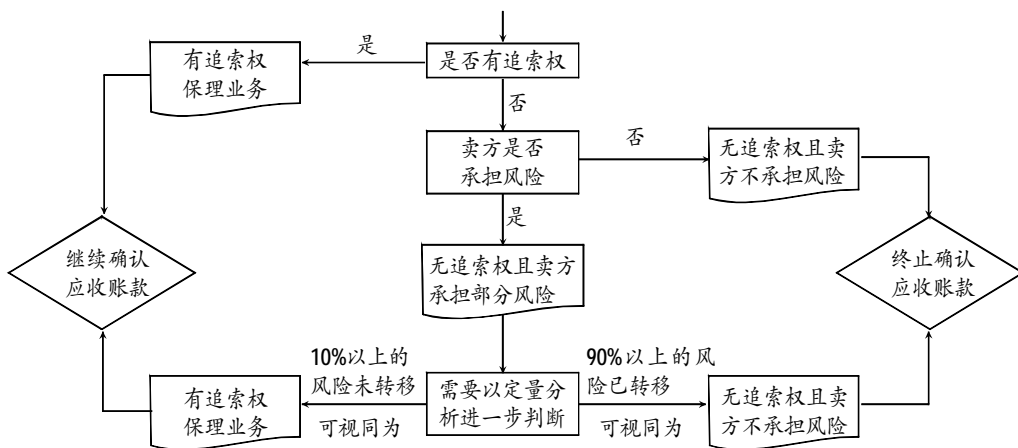 是
有追索权
保理业务
是否有追索权
否
卖方是否
承担风险
否
无追索权且卖
方不承担风险
是
继续确认
应收账款
无追索权且卖方
承担部分风险
终止确认
应收账款
10%以上的
风险未转移
90%以上的风
险已转移
有追索权
保理业务
可视同为
需要以定量分
析进一步判断
可视同为
无追索权且卖
方不承担风险